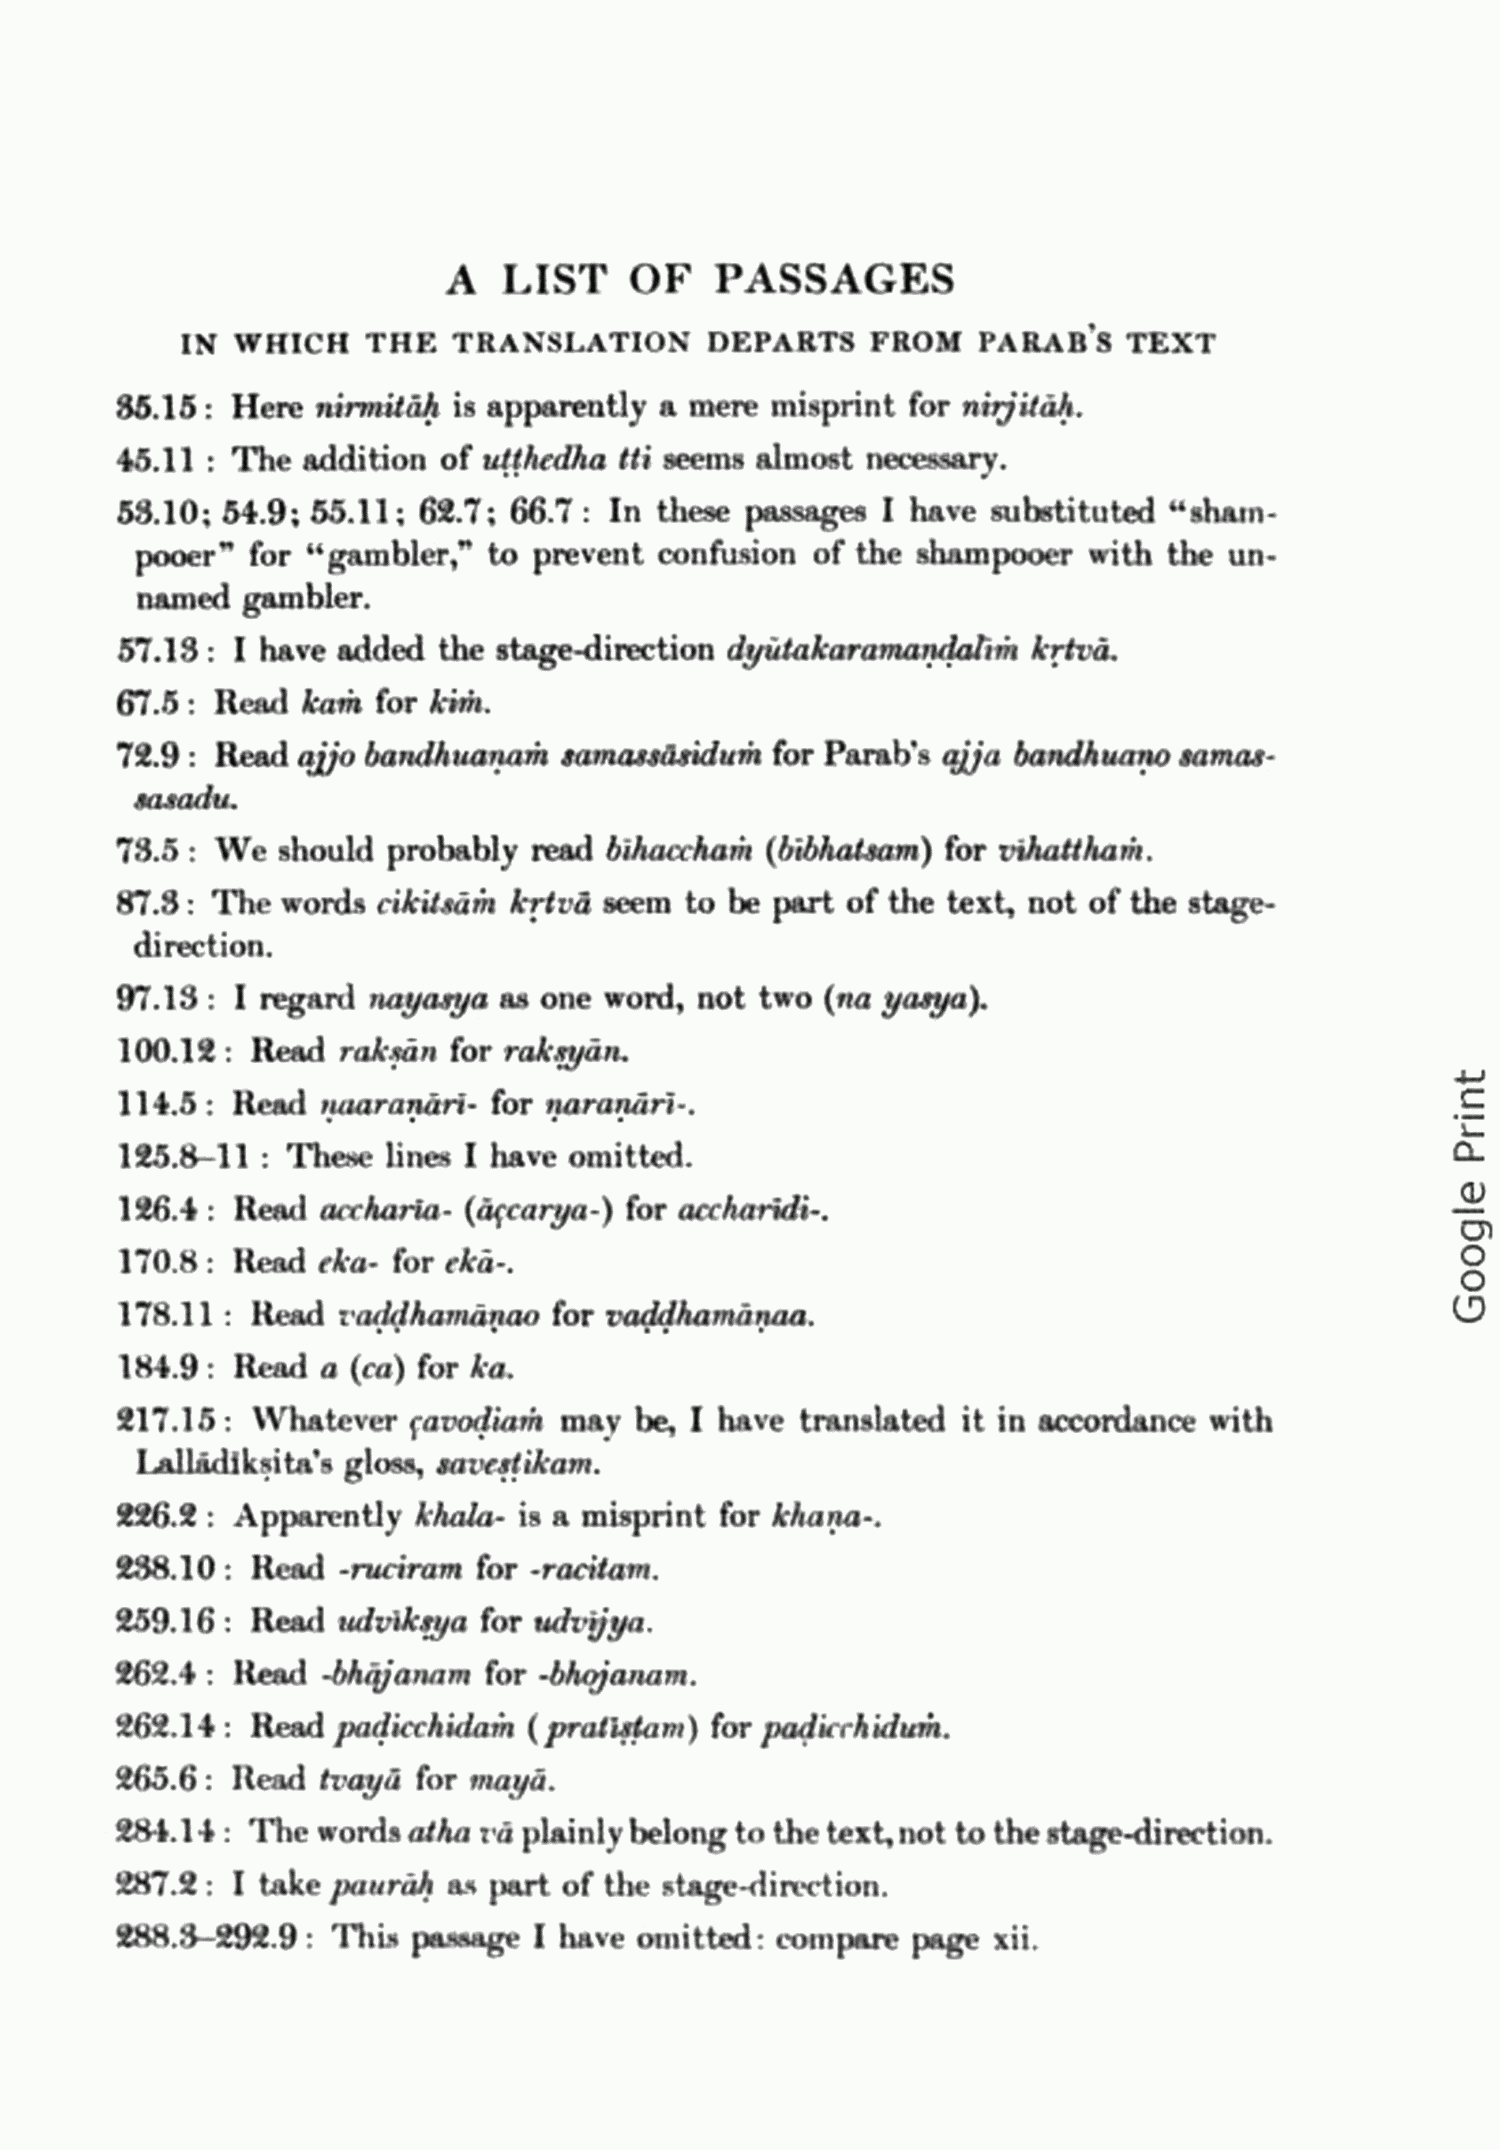 A LIST OF PASSAGES
IN WHICH THE TRANSLATION DEPARTS FROM PARAB'S TEXT
35.15: Here nirmitāḥ is apparently a mere misprint for nirjitāḥ.
45.11: The addition of uṭṭhedha tti seems almost necessary.
53.10; 54.9; 55.11; 62.7; 66.7: In these passages I have substituted “sham-
pooer” for “gambler,” to prevent confusion of the shampooer with the un-
named gambler.
57.13: I have added the stage-direction dyūtakaramaṇḍalīṁ kṛtvā.
67.5: Read kaṁ for kiṁ.
72.9: Read ajjo bandhuaṇaṁ samassāsiduṁ for Parab's ajja bandhuaṇo samas-
sasadu.
73.5: We should probably read bīhacchaṁ (bībhatsam) for vīhatthaṁ.
87.3: The words cikitsāṁ kṛtvā seem to be part of the text, not of the stage-
direction.
97.13: I regard nayasya as one word, not two (na yasya).
100.12: Read rakṣān for rakṣyān.
114.5: Read ṇaaraṇārī- for ṇaraṇārī-.
125.8–11: These lines I have omitted.
126.4: Read accharīa- (āçcarya-) for accharīdi-.
170.8: Read eka- for ekā-.
178.11: Read vaḍḍhamāṇao for vaḍḍhamāṇaa.
184.9: Read a (ca) for ka.
217.15: Whatever çavoḍiaṁ may be, I have translated it in accordance with
Lallādīkṣita's gloss, saveṣṭikam.
226.2: Apparently khala- is a misprint for khaṇa-.
238.10: Read -ruciram for -racitam.
259.16: Read udvīkṣya for udvījya.
262.4: Read -bhājanam for -bhojanam.
262.14: Read paḍicchidaṁ (pratīṣṭam) for paḍicchiduṁ.
265.6: Read tvayā for mayā.
284.14: The words atha vā plainly belong to the text, not to the stage-direction.
287.2: I take paurāḥ as part of the stage-direction.
288.3–292.9: This passage I have omitted: compare page xii.
Google Print